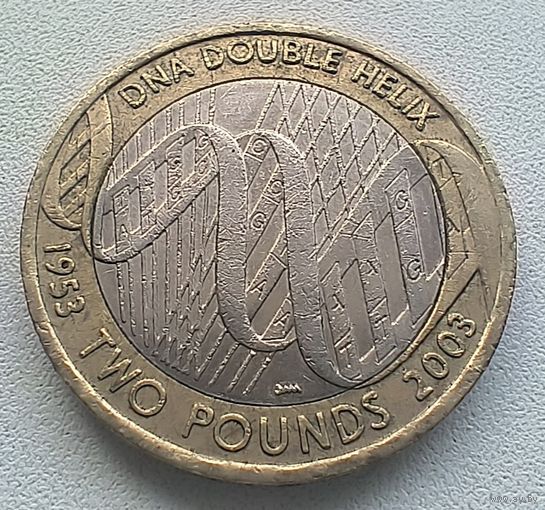 DNA DOUBLE HELIX
1953 TWO POUNDS 2003